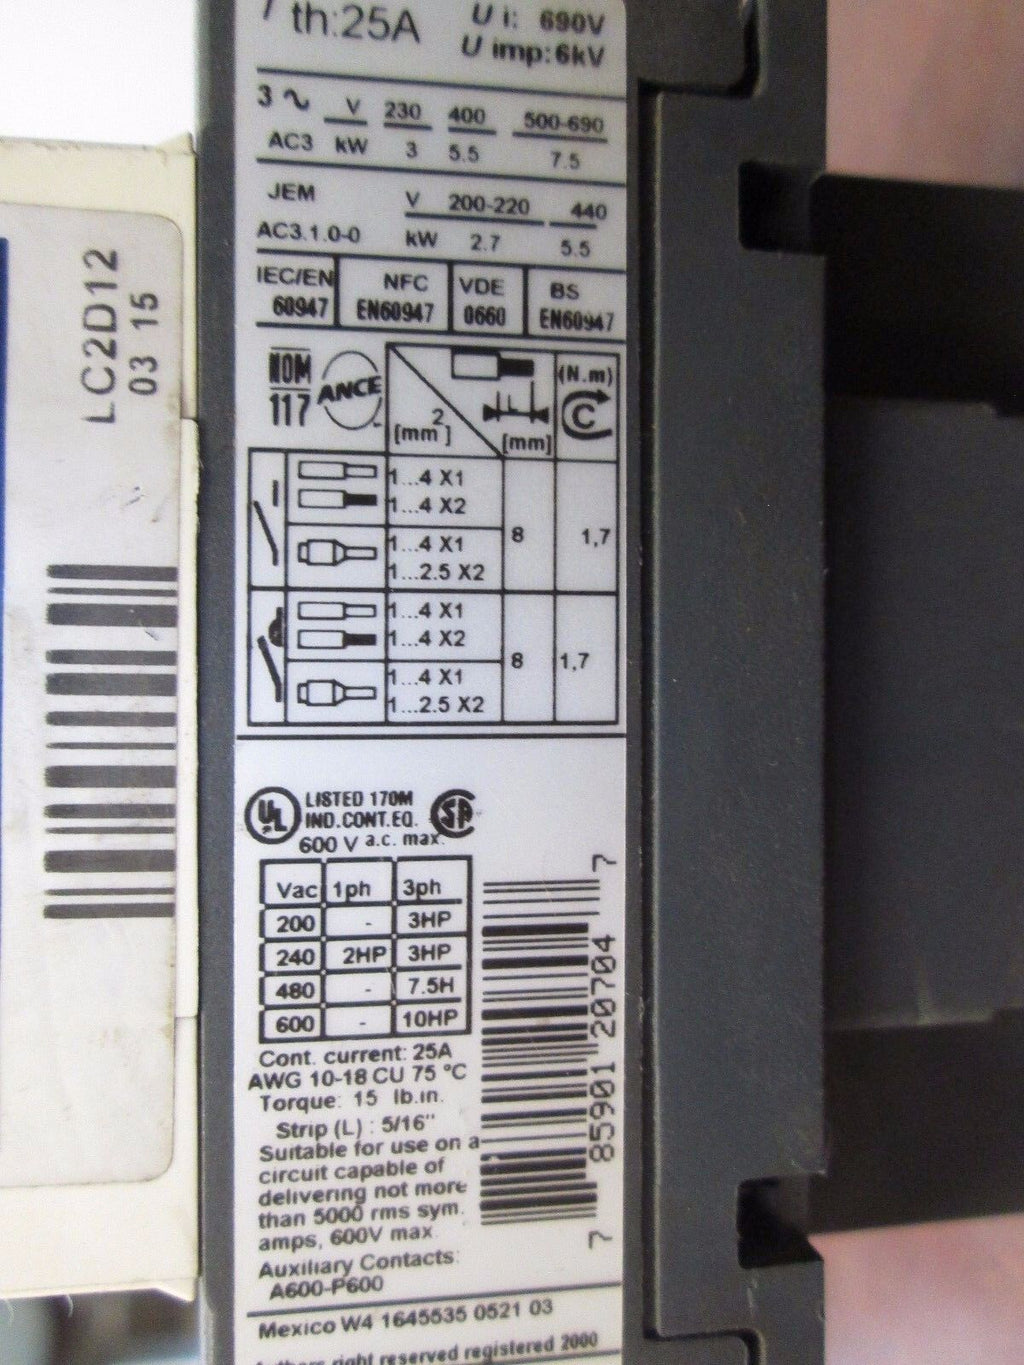 I th:25A
U i: 690V
U imp:6kV
3 ~ V 230 400 500-690
AC3 kW 3 5.5 7.5
JEM V 200-220 440
AC3.1.0-0 kW 2.7 5.5
IEC/EN 60947
NFC EN60947
VDE 0660
BS EN60947
NOM 117
ANCE
[mm2]
L
[mm]
(N.m)
C
1...4 X1
1...4 X2
1...4 X1
1...2.5 X2
8
1,7
1...4 X1
1...4 X2
1...4 X1
1...2.5 X2
8
1,7
UL LISTED 170M
IND.CONT.EQ.
600 V a.c. max.
SA
Vac 1ph 3ph
200 - 3HP
240 2HP 3HP
480 - 7.5H
600 - 10HP
Cont. current: 25A
AWG 10-18 CU 75 °C
Torque: 15 lb.in.
Strip (L) : 5/16"
Suitable for use on a
circuit capable of
delivering not more
than 5000 rms sym.
amps, 600V max.
Auxiliary Contacts:
A600-P600
Mexico W4 1645535 0521 03
right reserved registered 2000
7 85901 20704 7
LC2D12
03 15